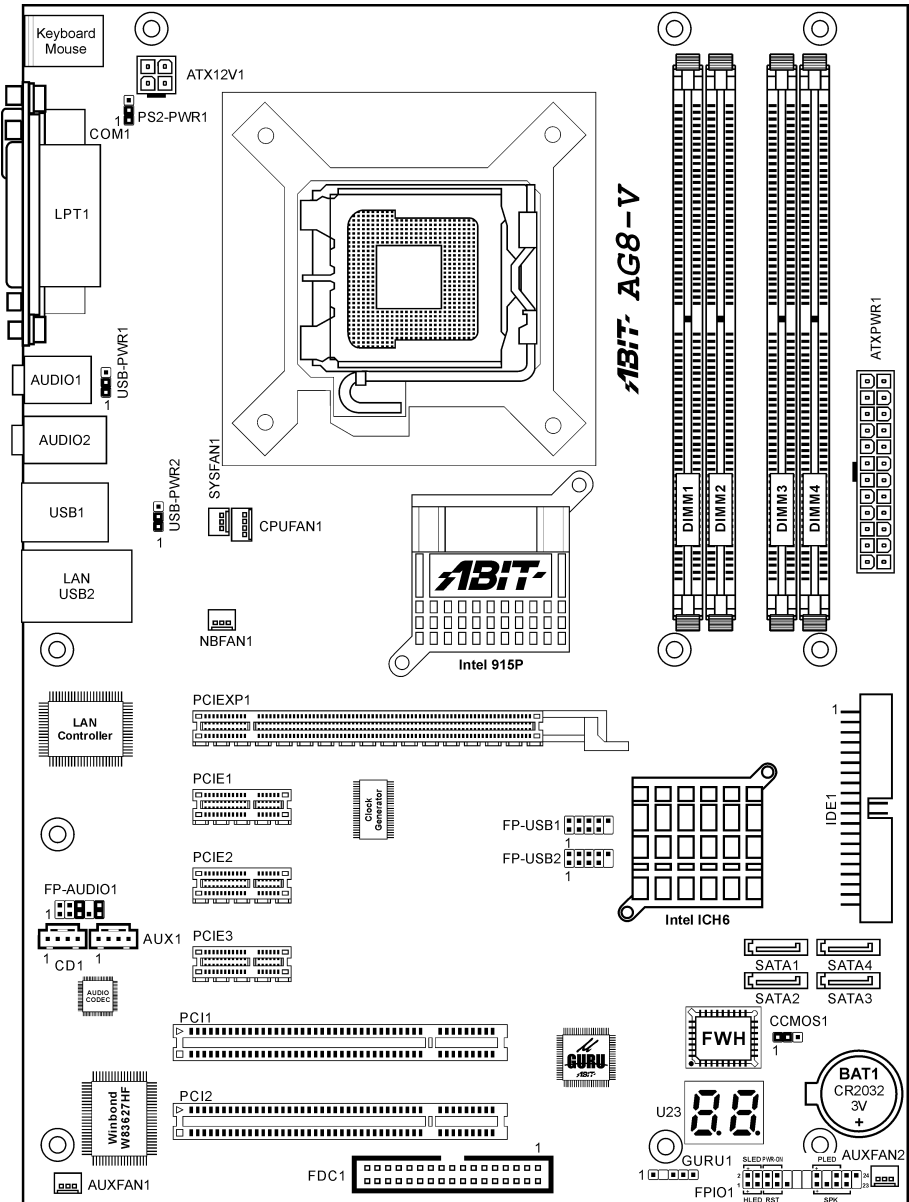 Keyboard
Mouse
ATX12V1
1
PS2-PWR1
COM1
LPT1
ABIT AG8-V
ATXPWR1
AUDIO1
USB-PWR1
1
AUDIO2
USB-PWR2
1
SYSFAN1
CPUFAN1
USB1
LAN
USB2
NBFAN1
ABIT
Intel 915P
DIMM1
DIMM2
DIMM3
DIMM4
LAN
Controller
PCIEXP1
1
IDE1
PCIE1
Clock
Generator
FP-USB1
1
FP-USB2
1
PCIE2
Intel ICH6
FP-AUDIO1
1
AUX1
1
1
CD1
PCIE3
SATA1
SATA4
SATA2
SATA3
AUDIO
CODEC
PCI1
GURU
ABIT
FWH
CCMOS1
1
BAT1
CR2032
3V
+
Winbond
W83627HF
PCI2
U23
88
AUXFAN1
FDC1
1
GURU1
1
SLED
PWR-ON
PLED
2
24
1
23
FPIO1
HLED
RST
SPK
AUXFAN2